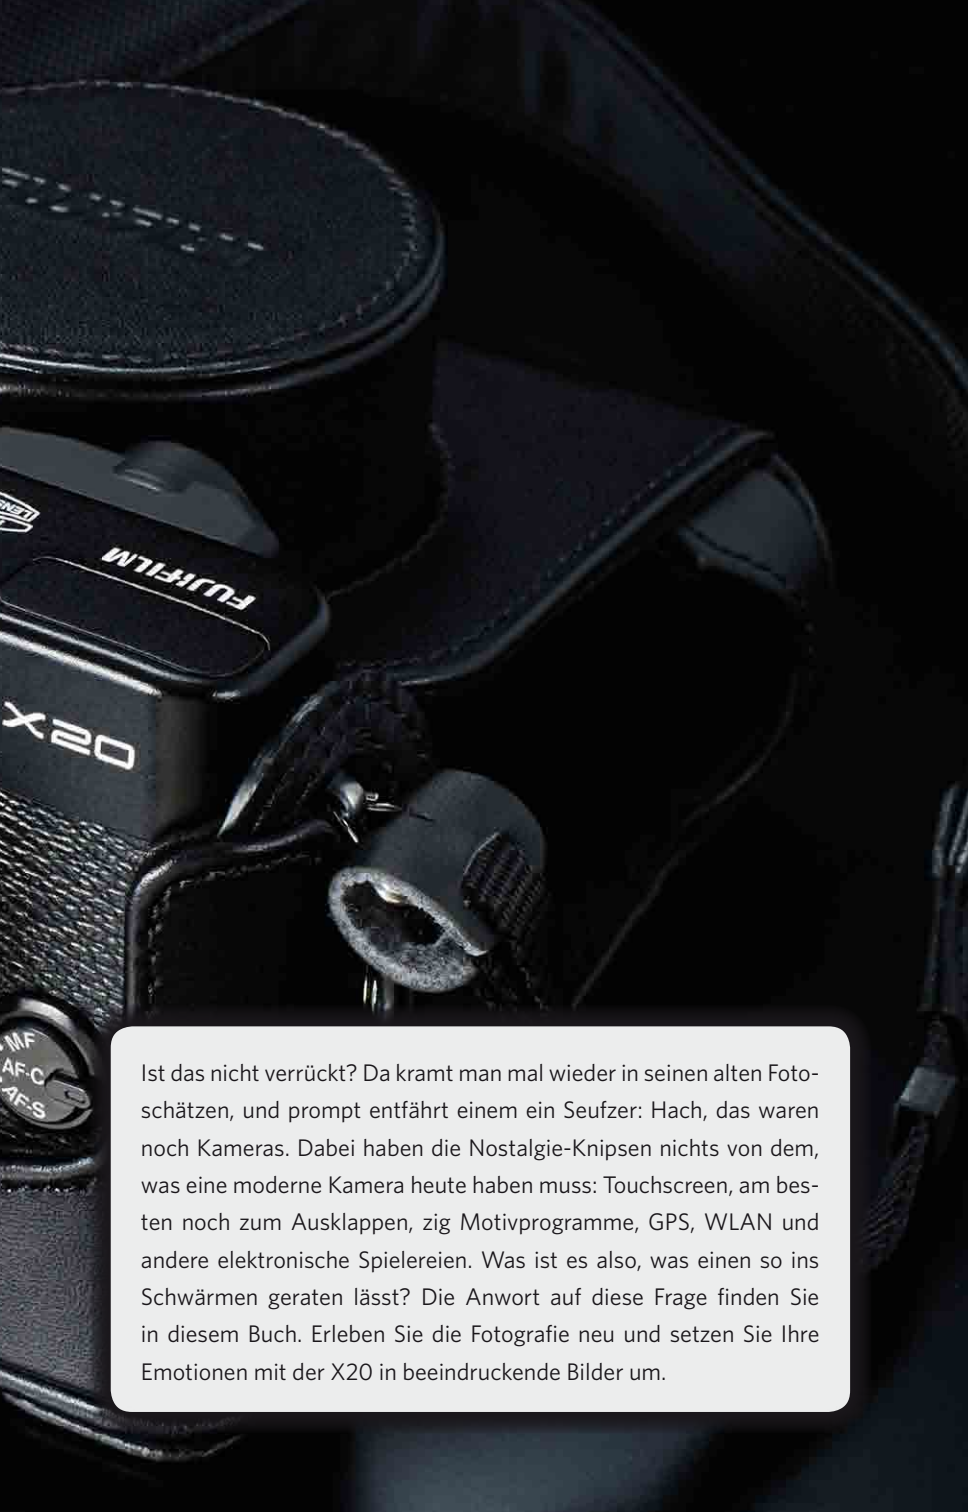 LENS
FUJIFILM
X20
MF
AF-C
AF-S
Ist das nicht verrückt? Da kramt man mal wieder in seinen alten Foto-
schätzen, und prompt entfährt einem ein Seufzer: Hach, das waren
noch Kameras. Dabei haben die Nostalgie-Knipsen nichts von dem,
was eine moderne Kamera heute haben muss: Touchscreen, am bes-
ten noch zum Ausklappen, zig Motivprogramme, GPS, WLAN und
andere elektronische Spielereien. Was ist es also, was einen so ins
Schwärmen geraten lässt? Die Anwort auf diese Frage finden Sie
in diesem Buch. Erleben Sie die Fotografie neu und setzen Sie Ihre
Emotionen mit der X20 in beeindruckende Bilder um.